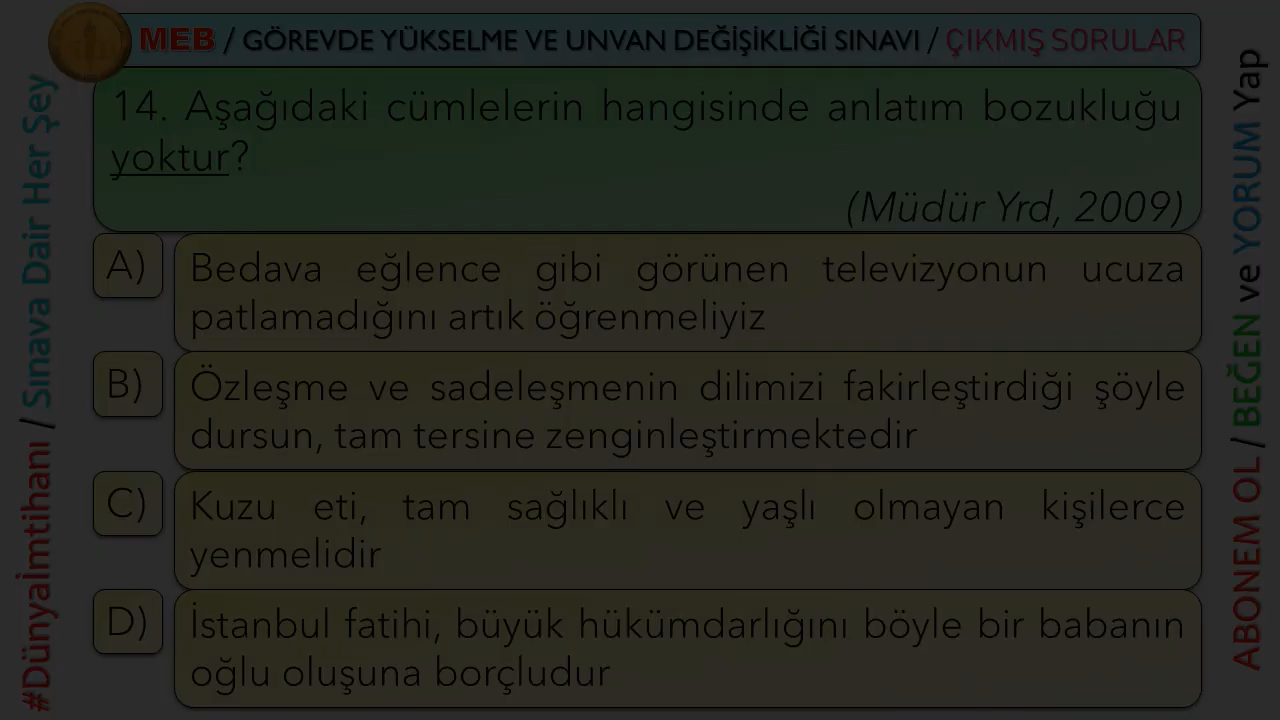 MEB / GÖREVDE YÜKSELME VE UNVAN DEĞİŞİKLİĞİ SINAVI / ÇIKMIŞ SORULAR
14. Aşağıdaki cümlelerin hangisinde anlatım bozukluğu
yoktur?
(Müdür Yrd, 2009)
A) Bedava eğlence gibi görünen televizyonun ucuza
patlamadığını artık öğrenmeliyiz
B) Özleşme ve sadeleşmenin dilimizi fakirleştirdiği şöyle
dursun, tam tersine zenginleştirmektedir
C) Kuzu eti, tam sağlıklı ve yaşlı olmayan kişilerce
yenmelidir
D) İstanbul fatihi, büyük hükümdarlığını böyle bir babanın
oğlu oluşuna borçludur
#Dünyaİmtihanı / Sınava Dair Her Şey
ABONEM OL / BEĞEN ve YORUM Yap